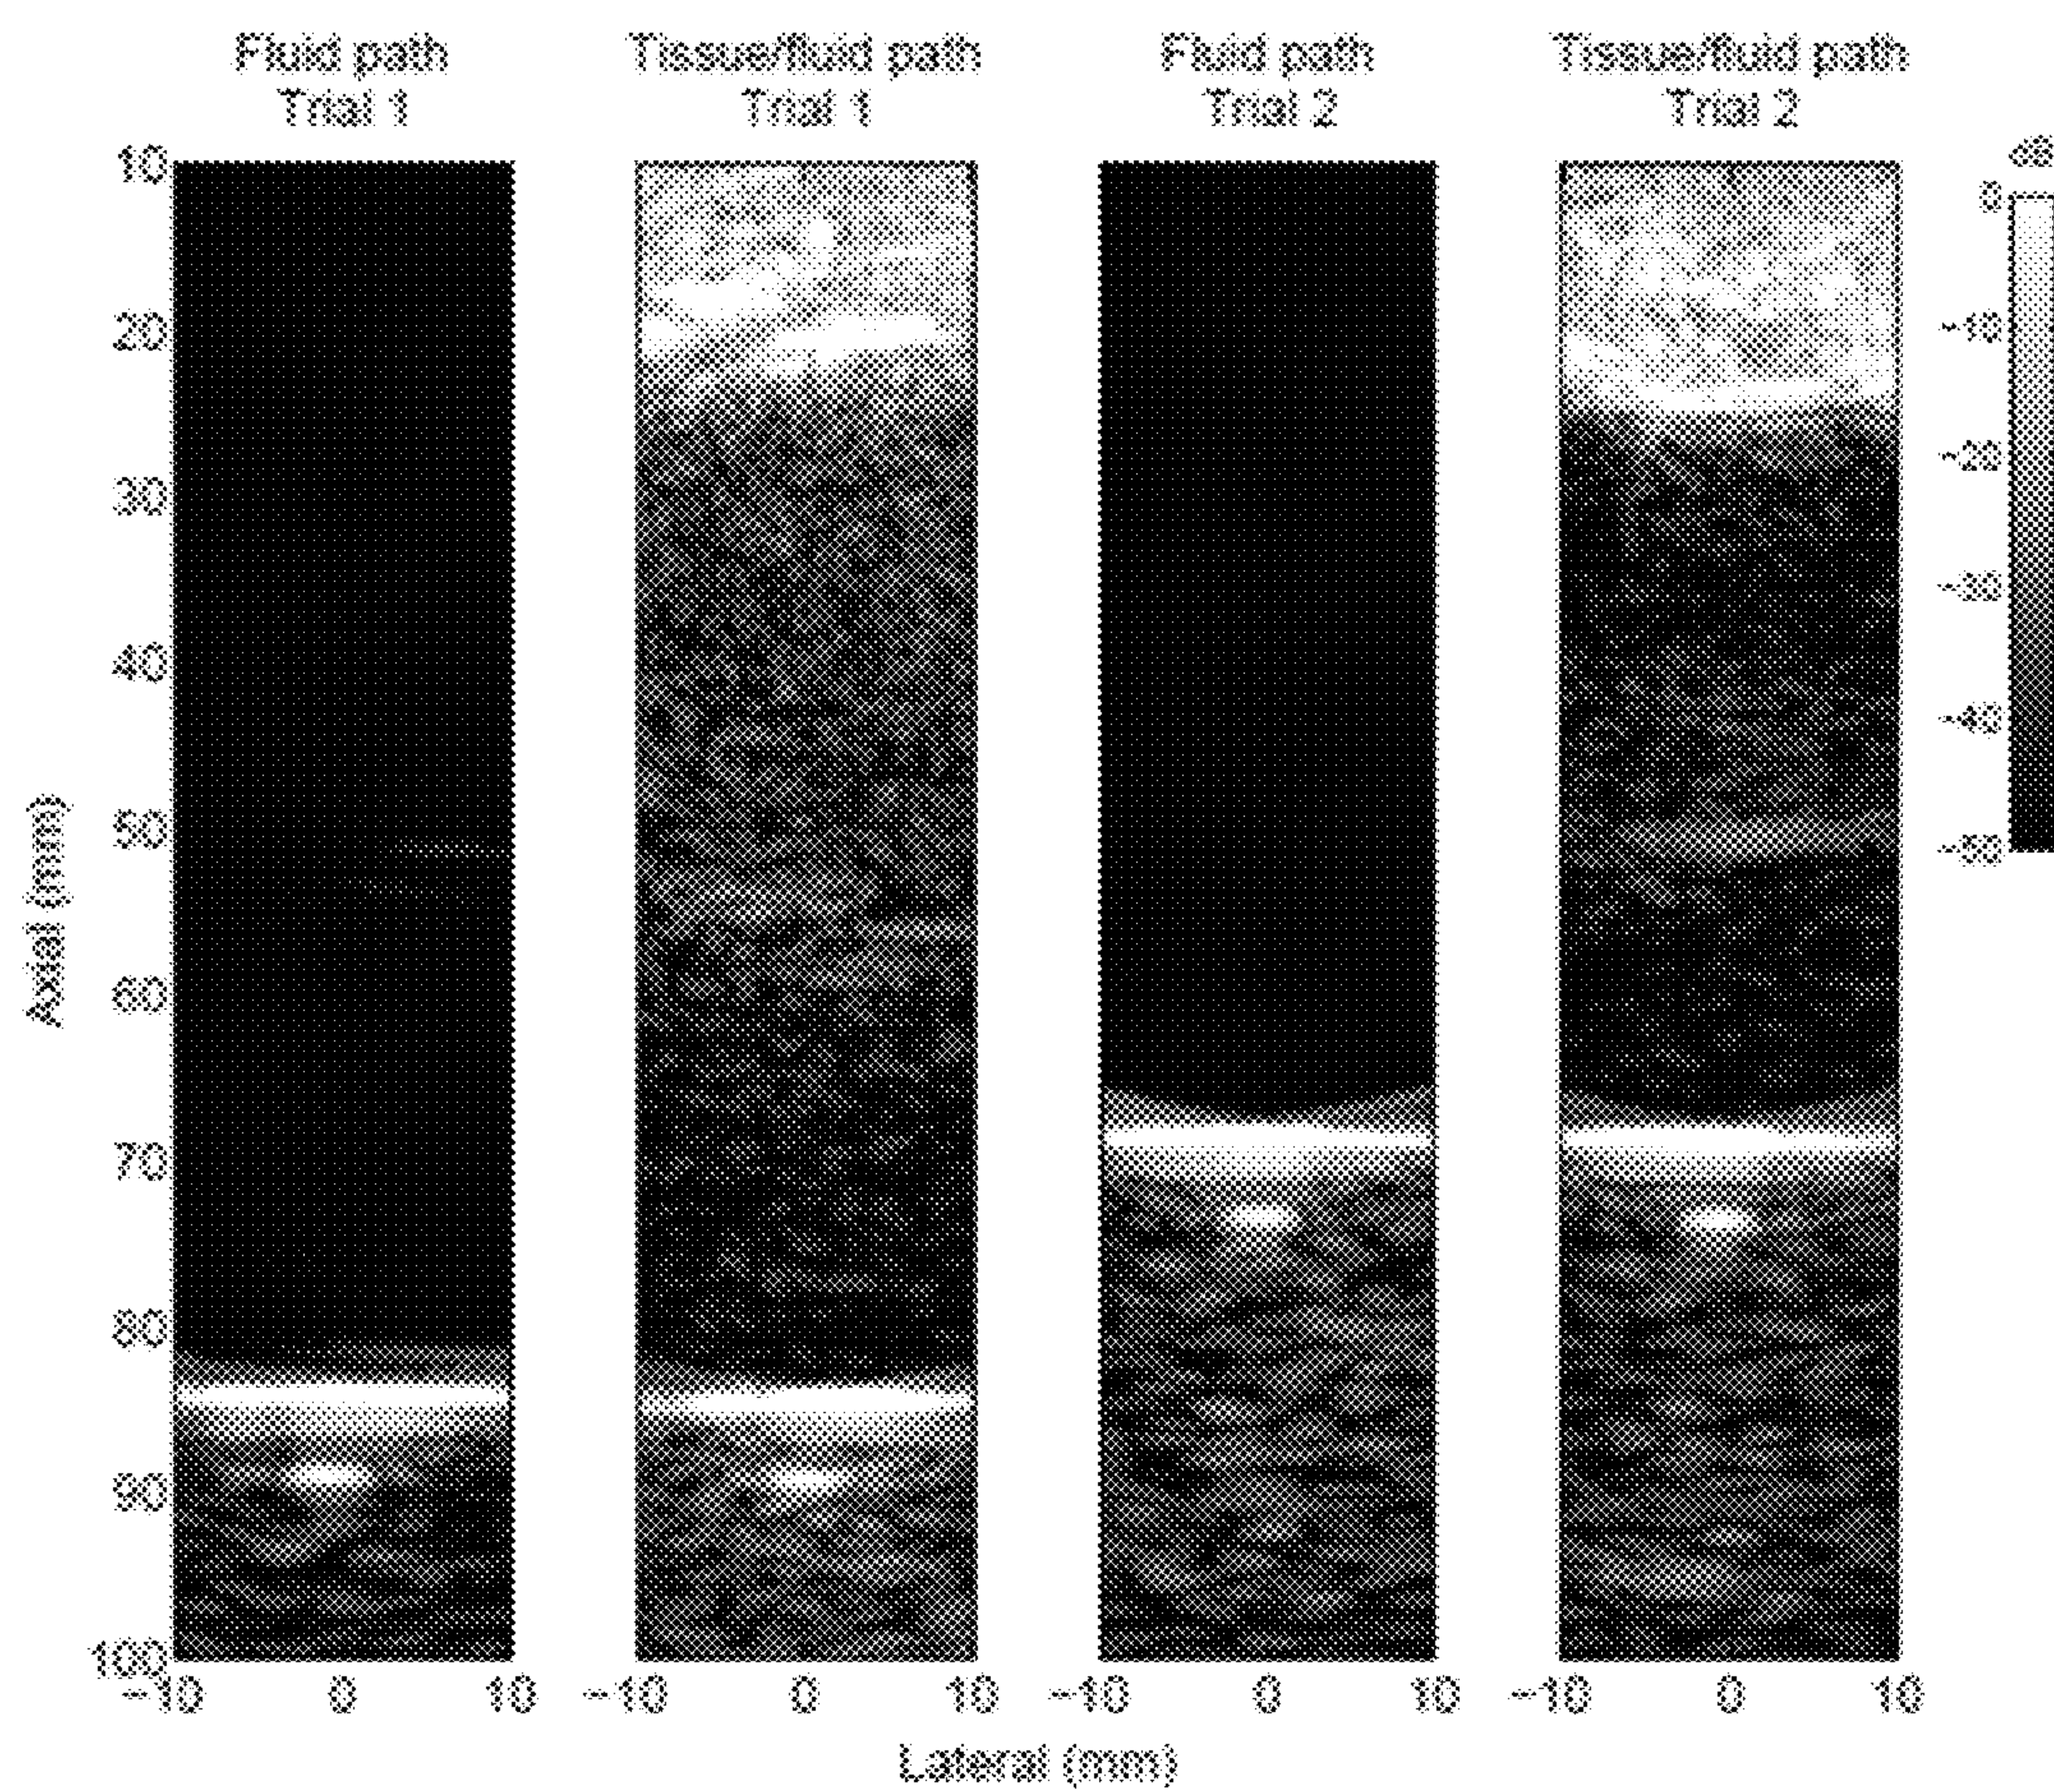 Fluid path
Trial 1
Tissue/fluid path
Trial 1
Fluid path
Trial 2
Tissue/fluid path
Trial 2
dB
0
-10
-20
-30
-40
-50
10
20
30
40
50
60
70
80
90
100
Axial (mm)
-10 0 10 -10 0 10 -10 0 10 -10 0 10
Lateral (mm)